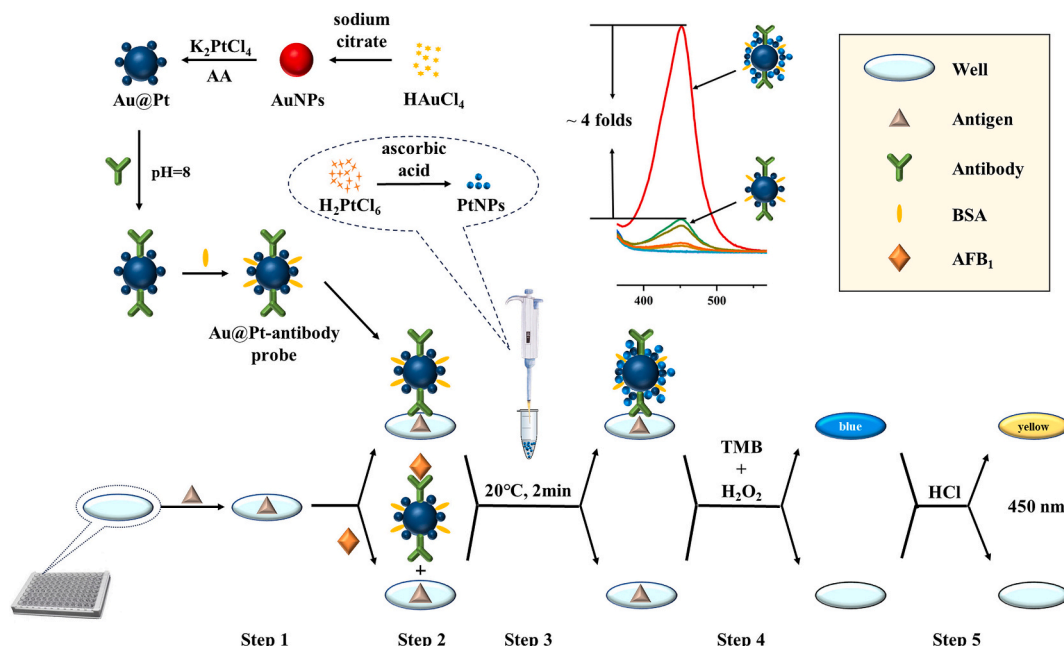 sodium
citrate
K₂PtCl₄
AA
Au@Pt
AuNPs
HAuCl₄
pH=8
ascorbic
acid
H₂PtCl₆
PtNPs
~ 4 folds
400
500
Well
Antigen
Antibody
BSA
AFB₁
Au@Pt-antibody
probe
20℃, 2min
TMB
+
H₂O₂
blue
HCl
yellow
450 nm
+
Step 1
Step 2
Step 3
Step 4
Step 5